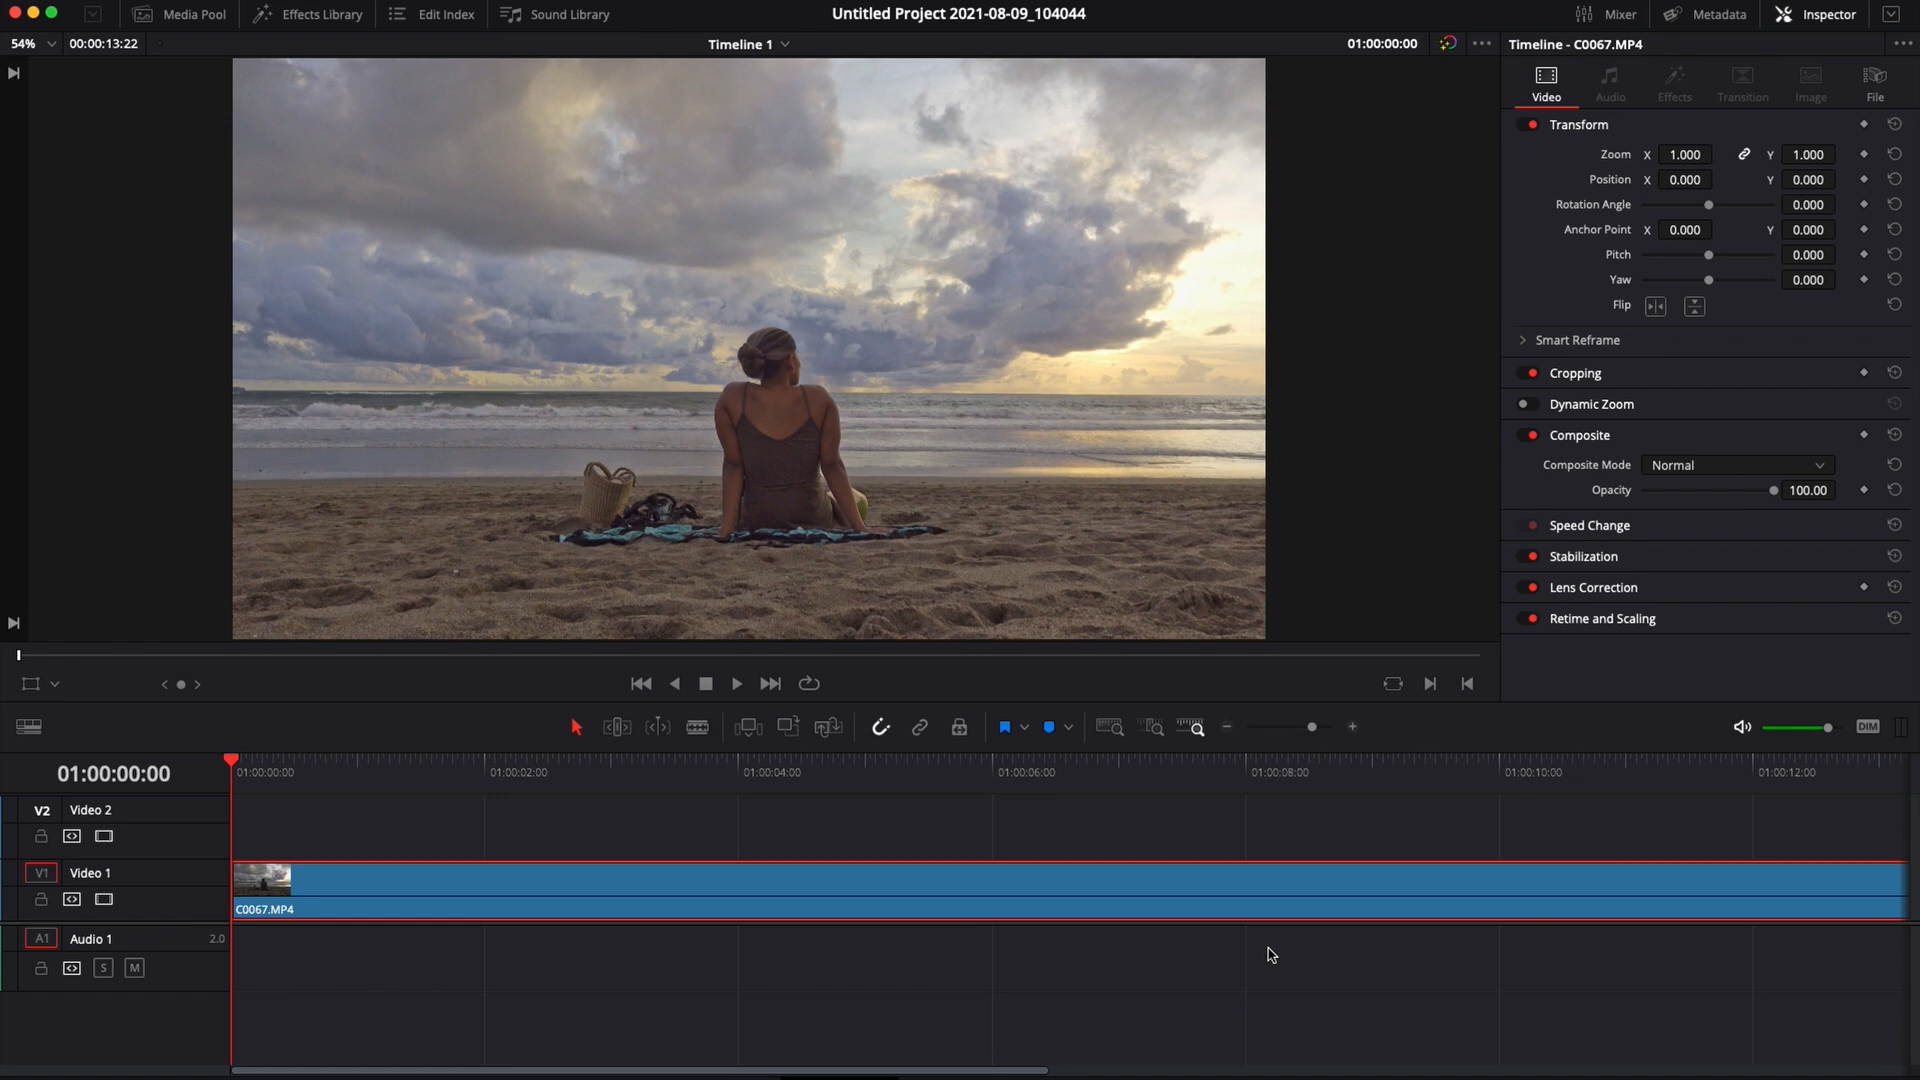 Media Pool Effects Library Edit Index Sound Library Untitled Project 2021-08-09_104044 Mixer Metadata Inspector
54% 00:00:13:22 Timeline 1 01:00:00:00 Timeline - C0067.MP4
Video Audio Effects Transition Image File
Transform
Zoom X 1.000 Y 1.000
Position X 0.000 Y 0.000
Rotation Angle 0.000
Anchor Point X 0.000 Y 0.000
Pitch 0.000
Yaw 0.000
Flip
Smart Reframe
Cropping
Dynamic Zoom
Composite
Composite Mode Normal
Opacity 100.00
Speed Change
Stabilization
Lens Correction
Retime and Scaling
DIM
01:00:00:00 01:00:00:00 01:00:02:00 01:00:04:00 01:00:06:00 01:00:08:00 01:00:10:00 01:00:12:00
V2 Video 2
V1 Video 1
C0067.MP4
A1 Audio 1 2.0
S M